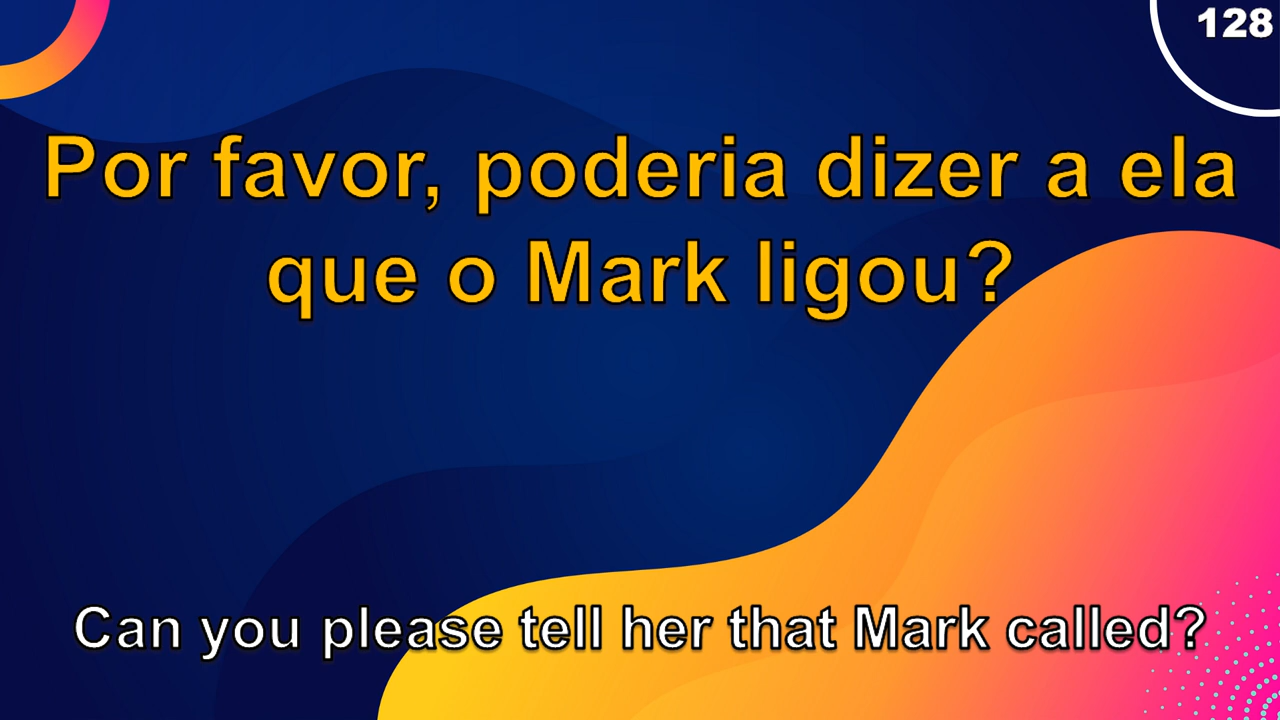 128
Por favor, poderia dizer a ela
que o Mark ligou?
Can you please tell her that Mark called?